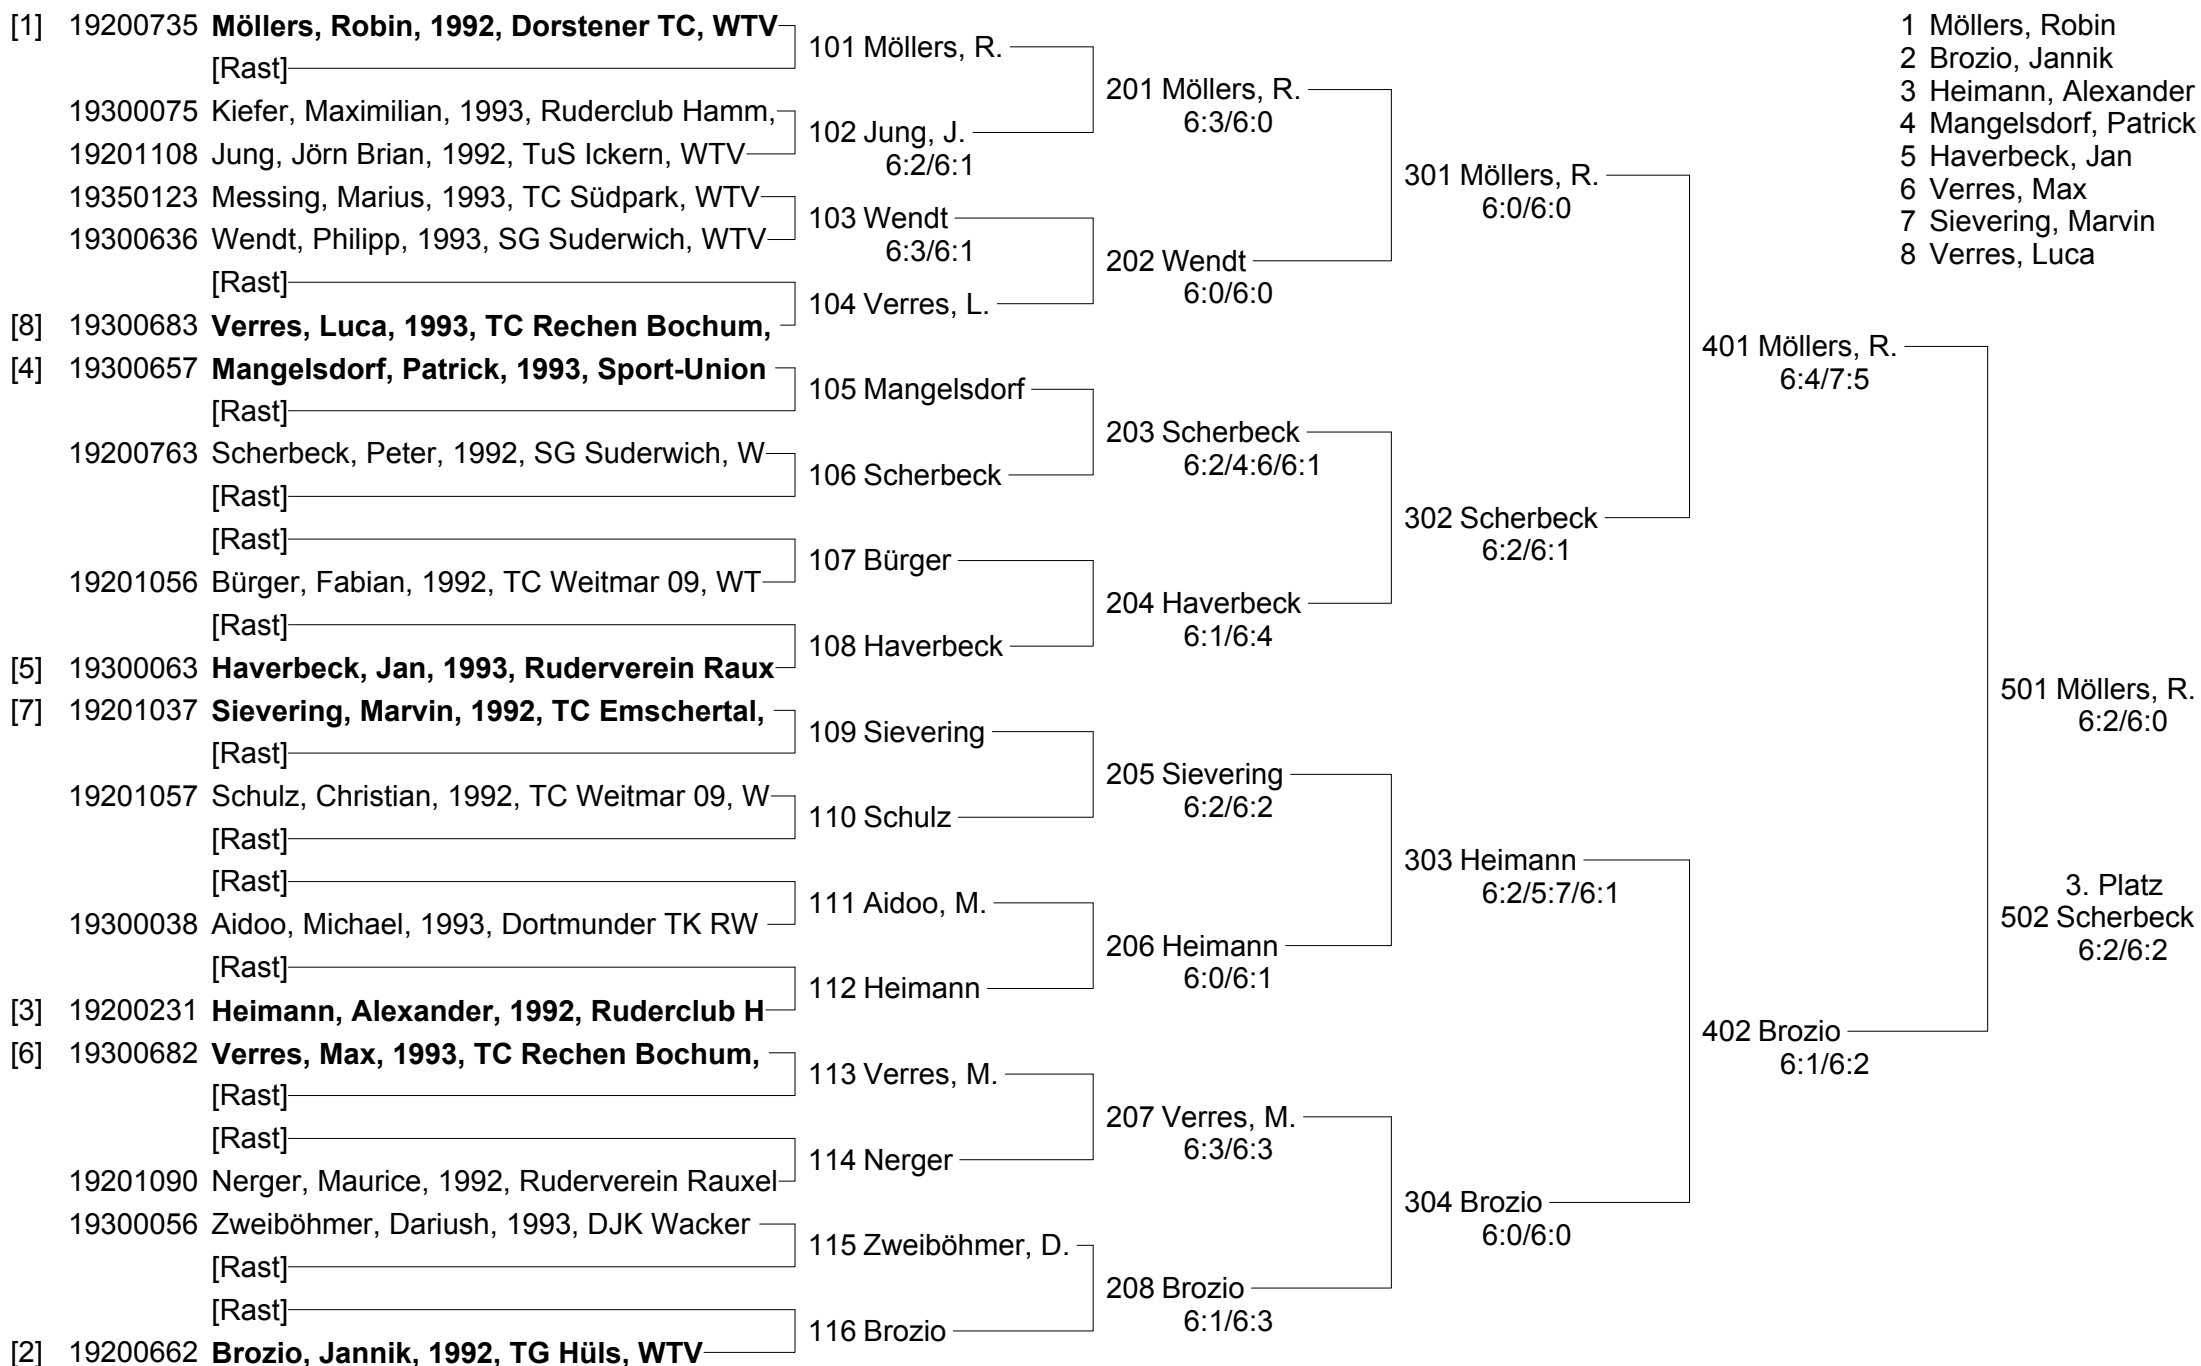 [1] 19200735 Möllers, Robin, 1992, Dorstener TC, WTV
[Rast]
19300075 Kiefer, Maximilian, 1993, Ruderclub Hamm,
19201108 Jung, Jörn Brian, 1992, TuS Ickern, WTV
19350123 Messing, Marius, 1993, TC Südpark, WTV
19300636 Wendt, Philipp, 1993, SG Suderwich, WTV
[Rast]
[8] 19300683 Verres, Luca, 1993, TC Rechen Bochum,
[4] 19300657 Mangelsdorf, Patrick, 1993, Sport-Union
[Rast]
19200763 Scherbeck, Peter, 1992, SG Suderwich, W
[Rast]
[Rast]
19201056 Bürger, Fabian, 1992, TC Weitmar 09, WT
[Rast]
[5] 19300063 Haverbeck, Jan, 1993, Ruderverein Raux
[7] 19201037 Sievering, Marvin, 1992, TC Emschertal,
[Rast]
19201057 Schulz, Christian, 1992, TC Weitmar 09, W
[Rast]
[Rast]
19300038 Aidoo, Michael, 1993, Dortmunder TK RW
[Rast]
[3] 19200231 Heimann, Alexander, 1992, Ruderclub H
[6] 19300682 Verres, Max, 1993, TC Rechen Bochum,
[Rast]
[Rast]
19201090 Nerger, Maurice, 1992, Ruderverein Rauxel
19300056 Zweiböhmer, Dariush, 1993, DJK Wacker
[Rast]
[Rast]
[2] 19200662 Brozio, Jannik, 1992, TG Hüls, WTV
101 Möllers, R.
102 Jung, J.
6:2/6:1
103 Wendt
6:3/6:1
104 Verres, L.
105 Mangelsdorf
106 Scherbeck
107 Bürger
108 Haverbeck
109 Sievering
110 Schulz
111 Aidoo, M.
112 Heimann
113 Verres, M.
114 Nerger
115 Zweiböhmer, D.
116 Brozio
201 Möllers, R.
6:3/6:0
202 Wendt
6:0/6:0
203 Scherbeck
6:2/4:6/6:1
204 Haverbeck
6:1/6:4
205 Sievering
6:2/6:2
206 Heimann
6:0/6:1
207 Verres, M.
6:3/6:3
208 Brozio
6:1/6:3
301 Möllers, R.
6:0/6:0
302 Scherbeck
6:2/6:1
303 Heimann
6:2/5:7/6:1
304 Brozio
6:0/6:0
401 Möllers, R.
6:4/7:5
402 Brozio
6:1/6:2
501 Möllers, R.
6:2/6:0
3. Platz
502 Scherbeck
6:2/6:2
1 Möllers, Robin
2 Brozio, Jannik
3 Heimann, Alexander
4 Mangelsdorf, Patrick
5 Haverbeck, Jan
6 Verres, Max
7 Sievering, Marvin
8 Verres, Luca